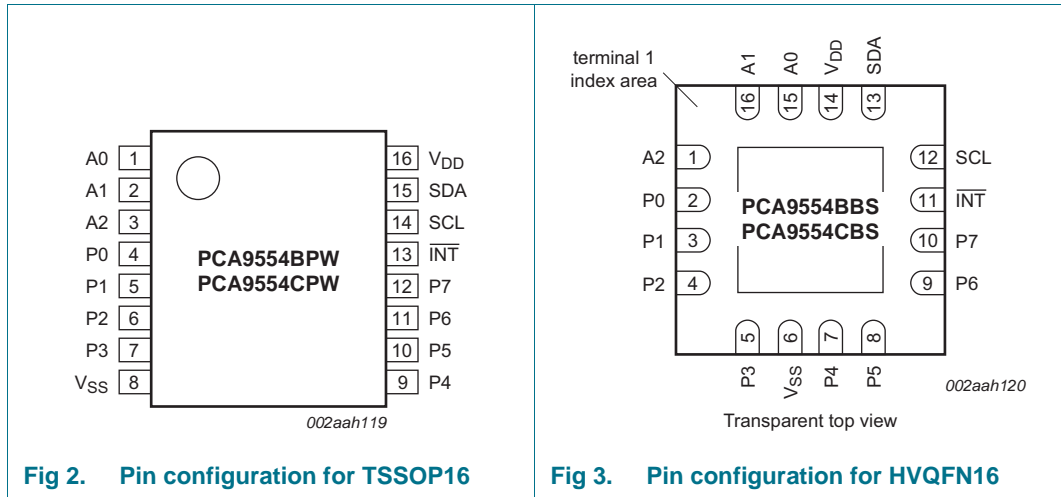 A0 1 16 VDD
A1 2 15 SDA
A2 3 14 SCL
P0 4 13 INT
P1 5 12 P7
P2 6 11 P6
P3 7 10 P5
VSS 8 9 P4
PCA9554BPW
PCA9554CPW
002aah119
Fig 2. Pin configuration for TSSOP16
terminal 1
index area
A1 A0 VDD SDA
16 15 14 13
A2 1 12 SCL
P0 2 11 INT
P1 3 10 P7
P2 4 9 P6
PCA9554BBS
PCA9554CBS
5 6 7 8
P3 VSS P4 P5
002aah120
Transparent top view
Fig 3. Pin configuration for HVQFN16